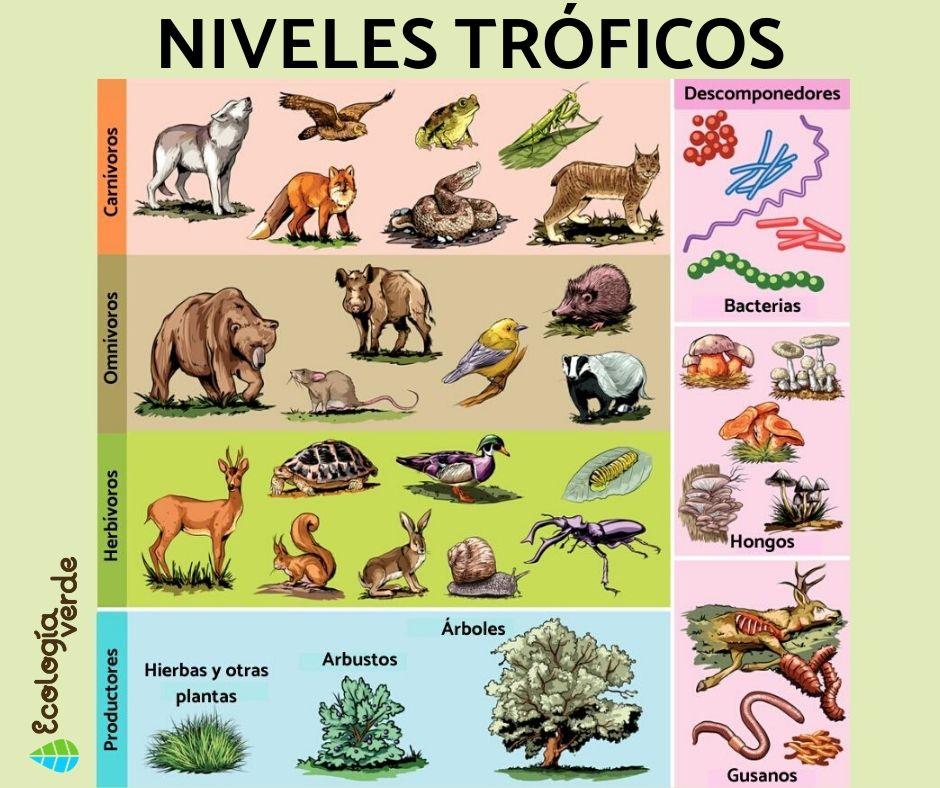 NIVELES TRÓFICOS
Carnívoros
Omnívoros
Herbívoros
Productores
Hierbas y otras
plantas
Arbustos
Árboles
Descomponedores
Bacterias
Hongos
Gusanos
Ecología
verde